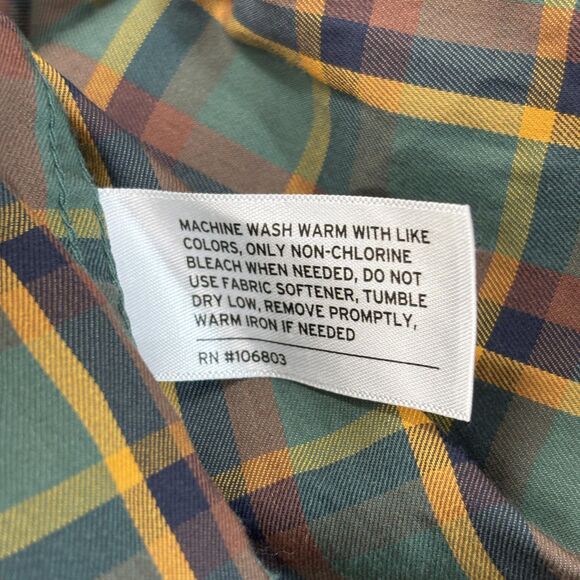 MACHINE WASH WARM WITH LIKE
COLORS, ONLY NON-CHLORINE
BLEACH WHEN NEEDED, DO NOT
USE FABRIC SOFTENER, TUMBLE
DRY LOW, REMOVE PROMPTLY,
WARM IRON IF NEEDED
RN #106803